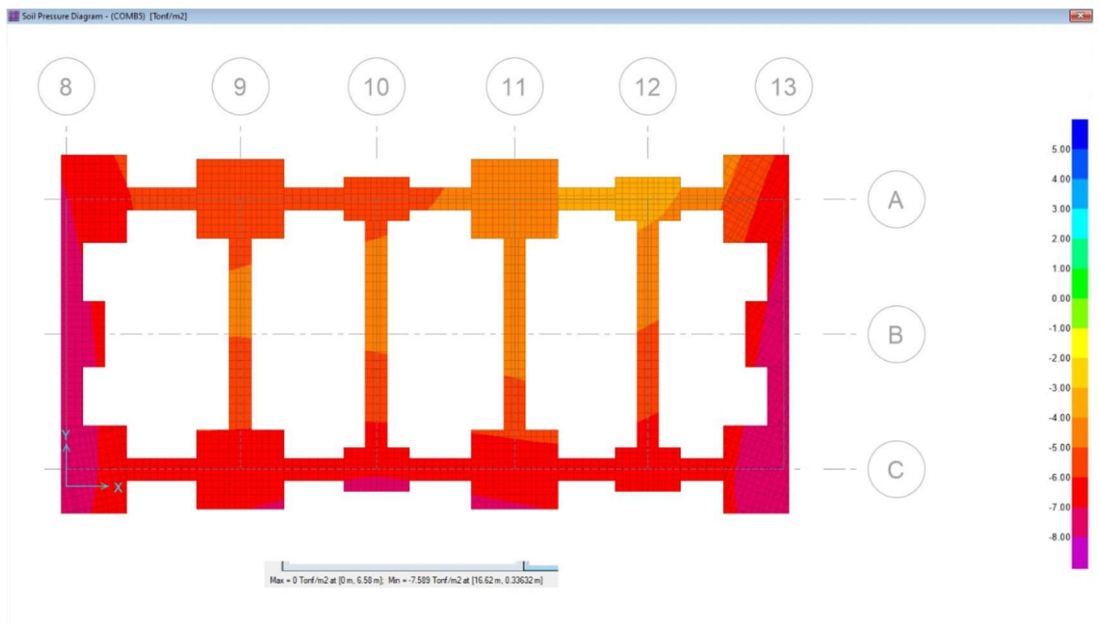 Soil Pressure Diagram - (COMB5) [Tonf/m2]
8 9 10 11 12 13
A
B
C
Y
X
5.00
4.00
3.00
2.00
1.00
0.00
-1.00
-2.00
-3.00
-4.00
-5.00
-6.00
-7.00
-8.00
Max = 0 Tonf/m2 at [0 m, 6.58 m]; Min = -7.589 Tonf/m2 at [16.62 m, 0.33632 m]